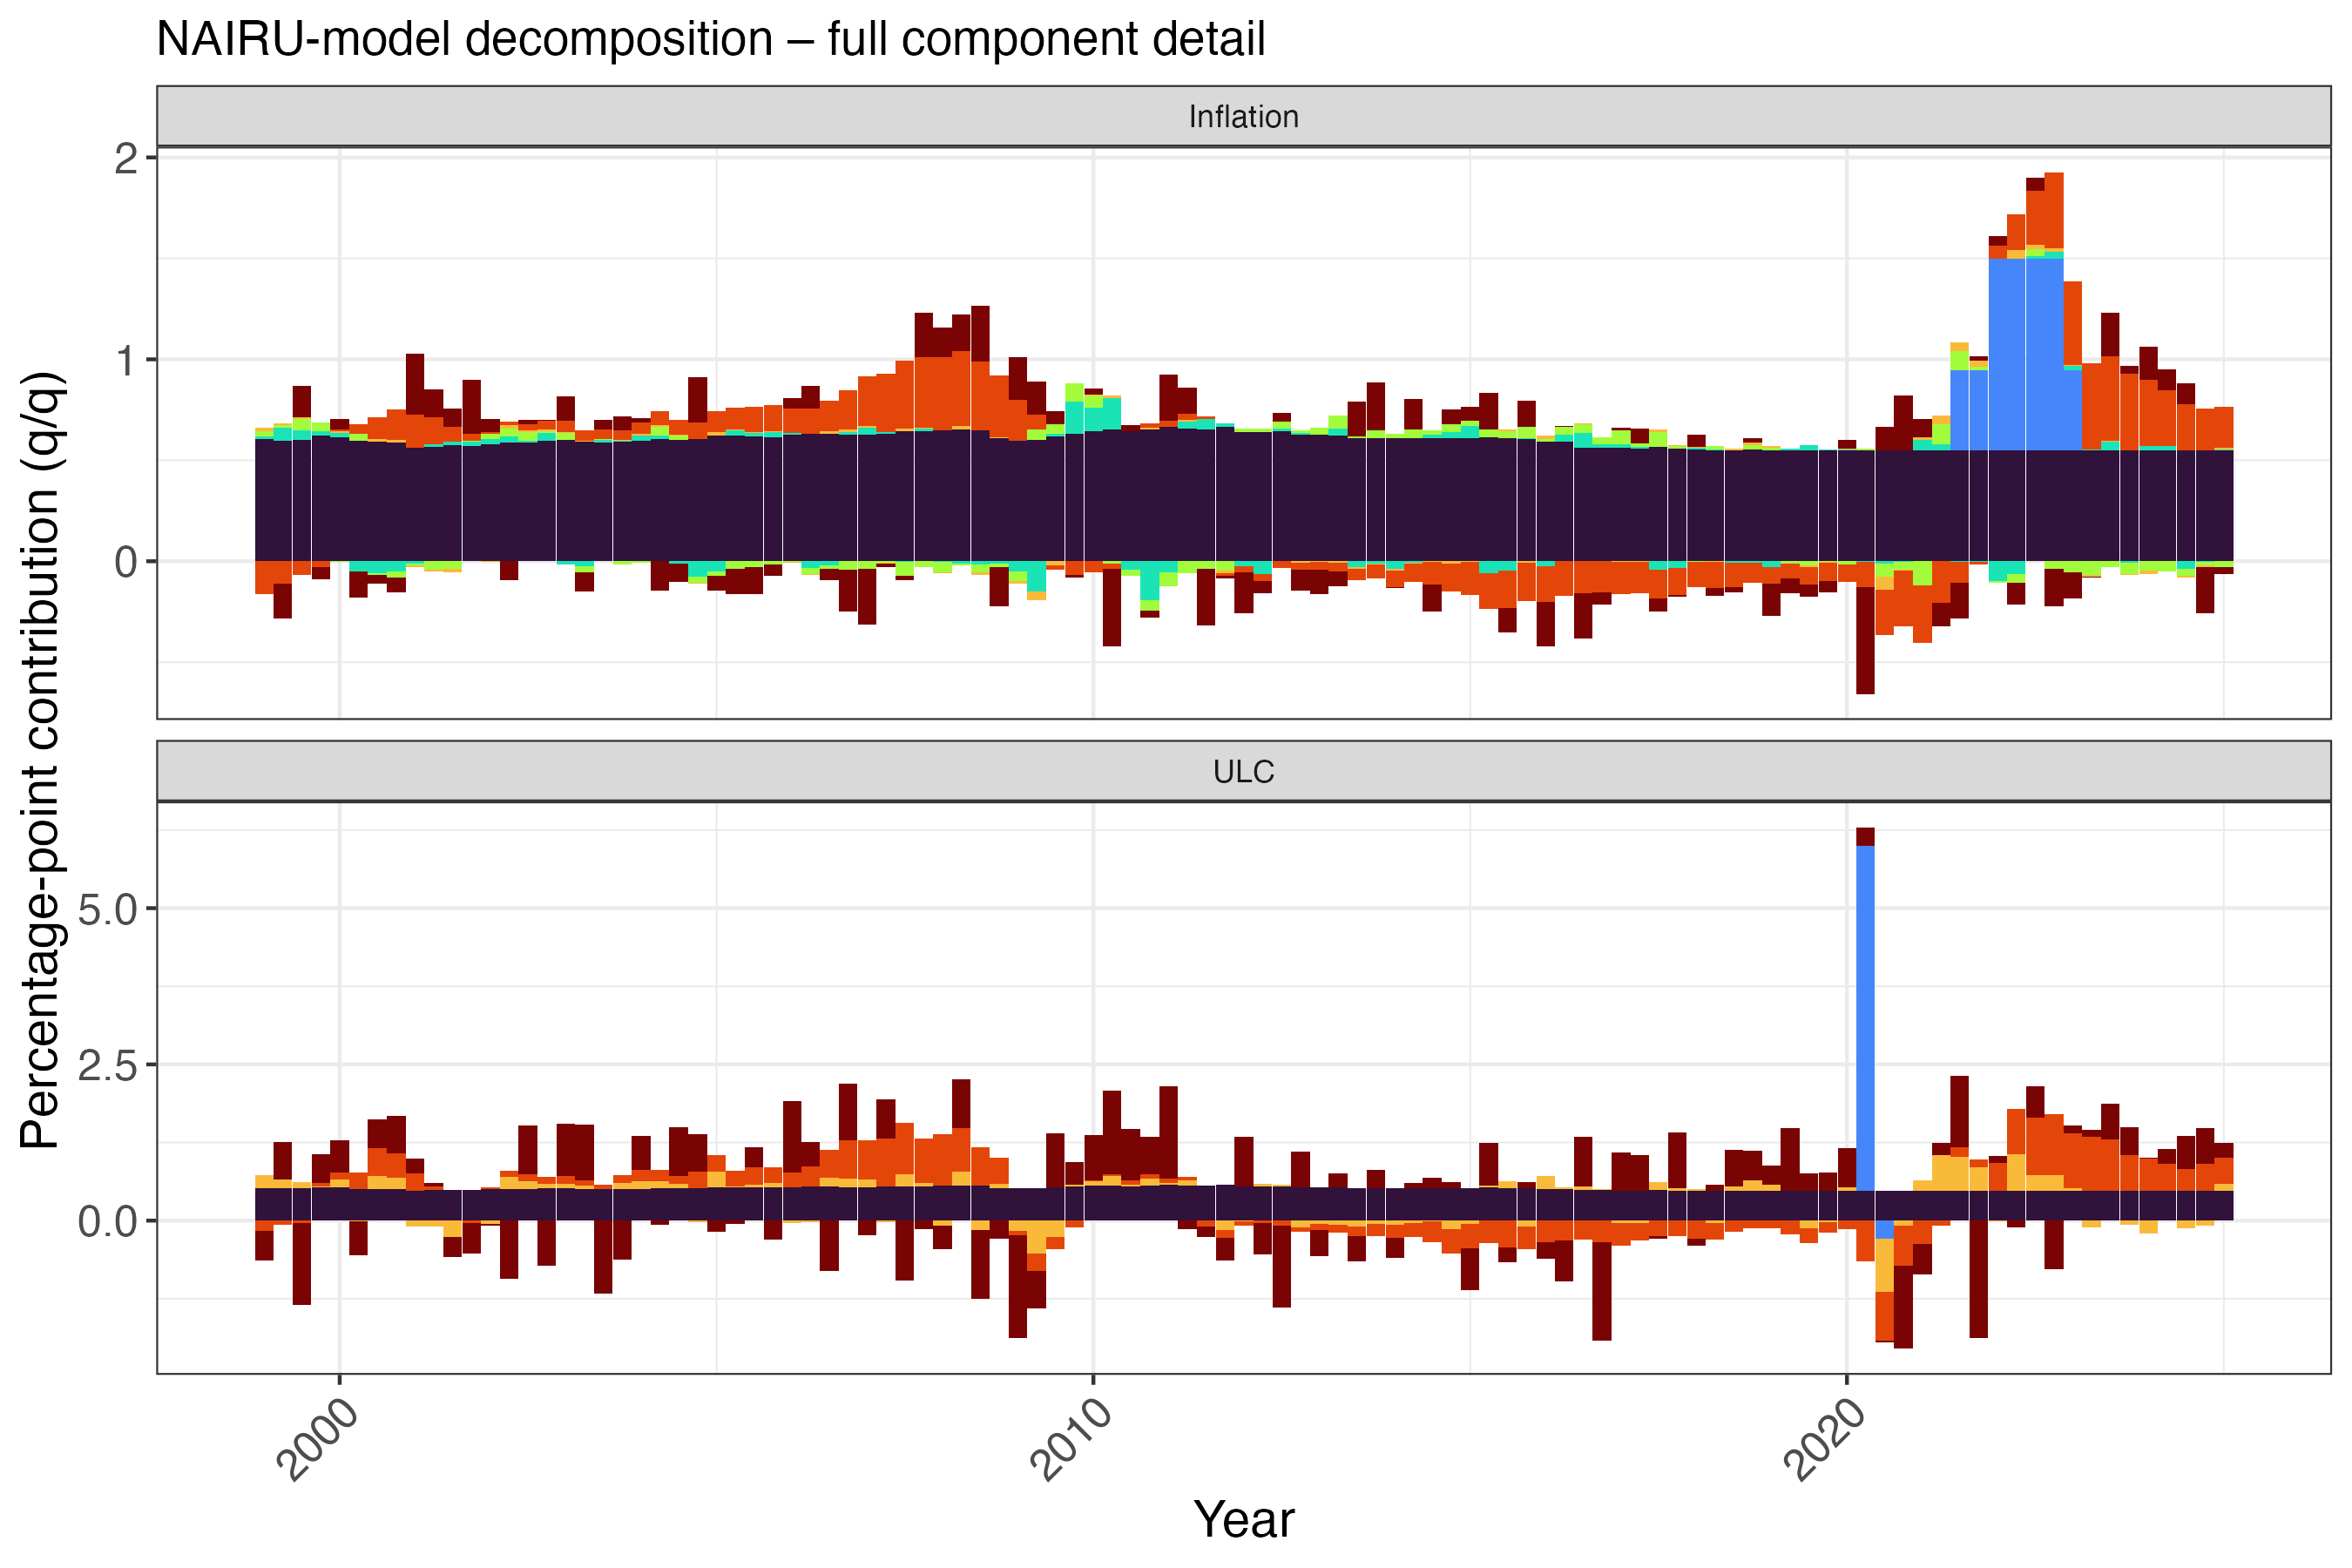 NAIRU-model decomposition – full component detail
Inflation
2
1
0
Percentage-point contribution (q/q)
ULC
5.0
2.5
0.0
2000
2010
2020
Year